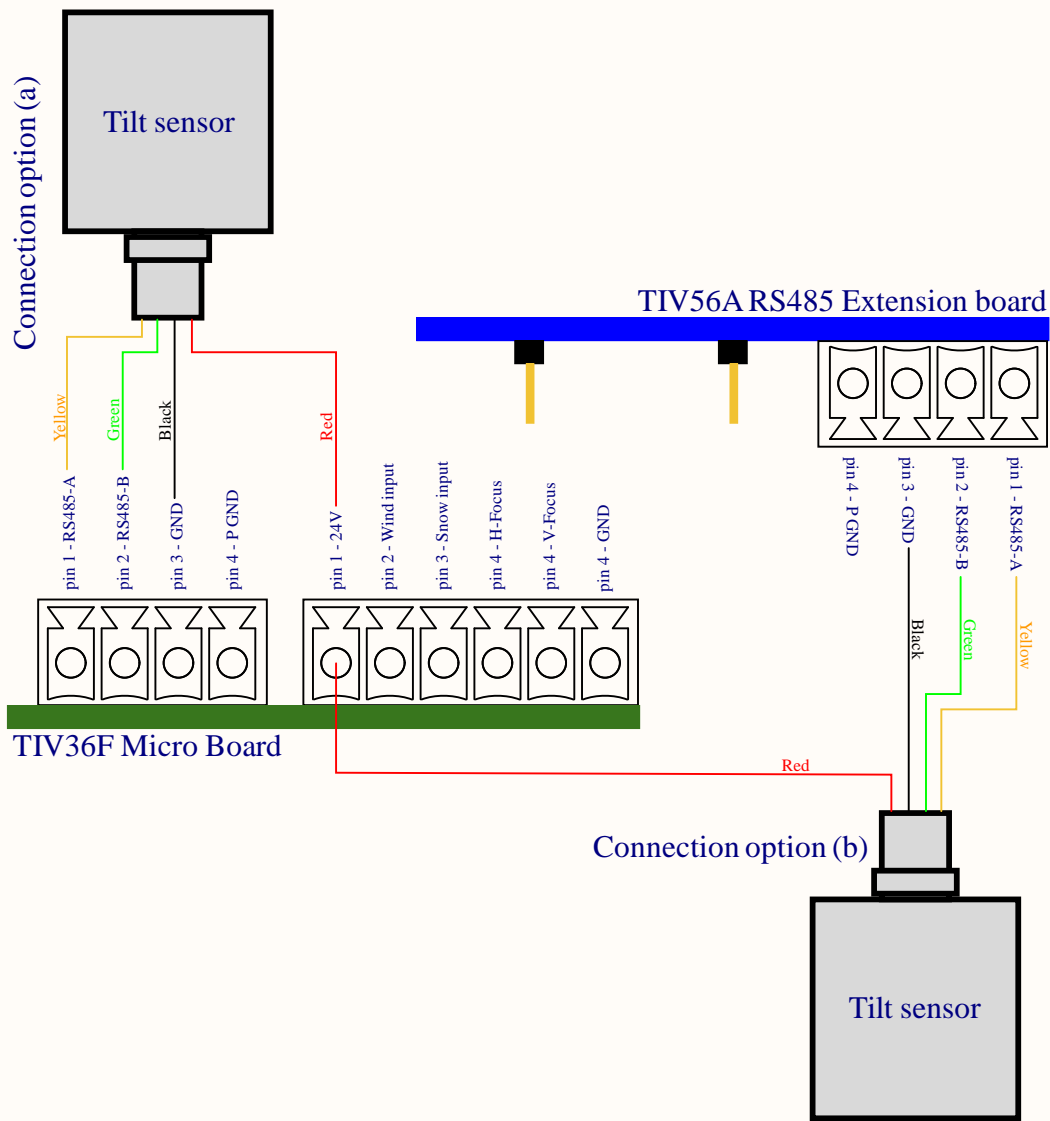 Connection option (a)
Tilt sensor
TIV56A RS485 Extension board
Yellow
Green
Black
Red
pin 1 - RS485-A
pin 2 - RS485-B
pin 3 - GND
pin 4 - P GND
pin 1 - 24V
pin 2 - Wind input
pin 3 - Snow input
pin 4 - H-Focus
pin 4 - V-Focus
pin 4 - GND
pin 4 - P GND
pin 3 - GND
pin 2 - RS485-B
pin 1 - RS485-A
Black
Green
Yellow
TIV36F Micro Board
Red
Connection option (b)
Tilt sensor